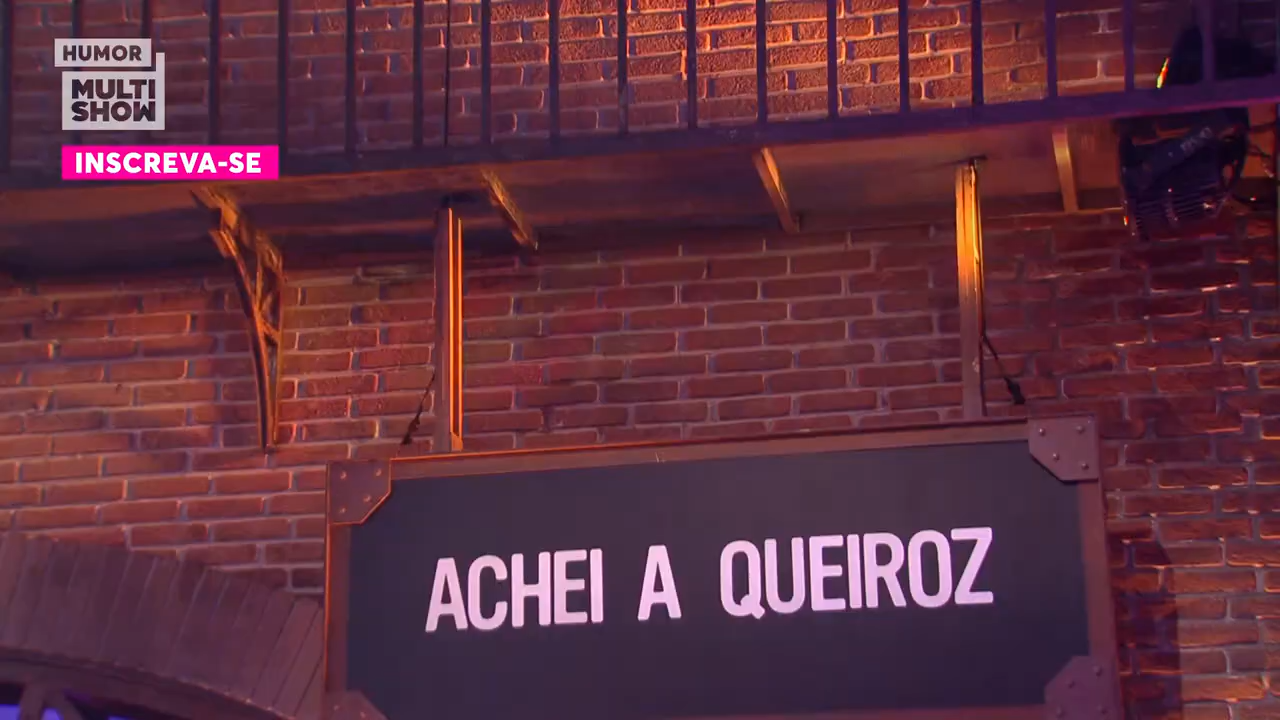 HUMOR
MULTI
SHOW
INSCREVA-SE
ACHEI A QUEIROZ